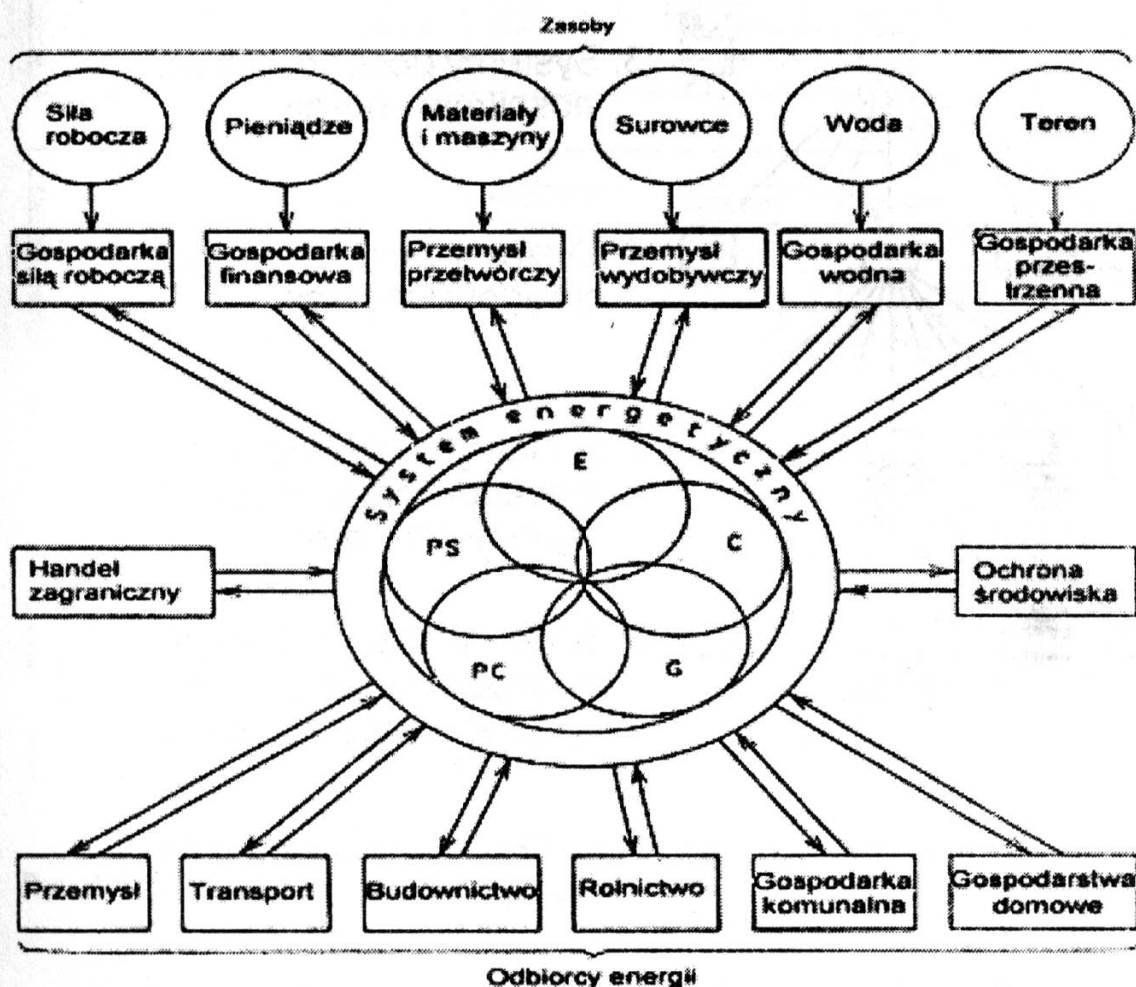 Zasoby
Siła
robocza
Pieniądze
Materiały
i maszyny
Surowce
Woda
Teren
Gospodarka
siłą roboczą
Gospodarka
finansowa
Przemysł
przetwórczy
Przemysł
wydobywczy
Gospodarka
wodna
Gospodarka
przes-
trzenna
System energetyczny
E
PS
C
PC
G
Handel
zagraniczny
Ochrona
środowiska
Przemysł
Transport
Budownictwo
Rolnictwo
Gospodarka
komunalna
Gospodarstwa
domowe
Odbiorcy energii